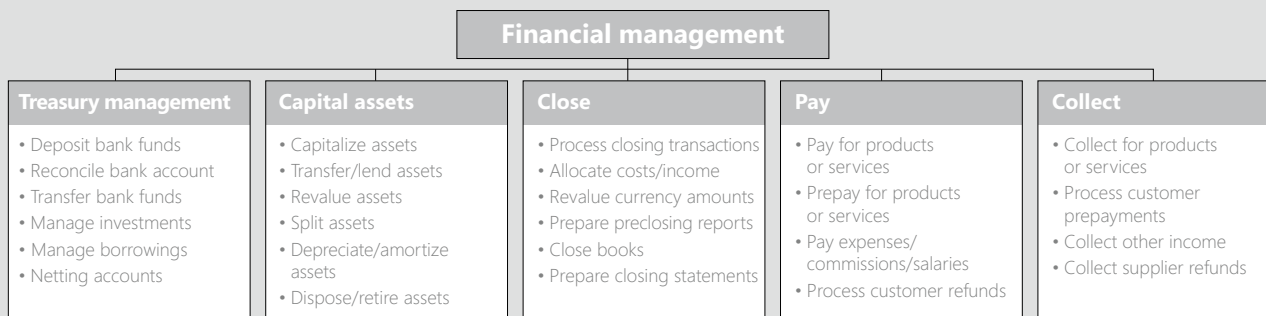 Financial management
Treasury management
• Deposit bank funds
• Reconcile bank account
• Transfer bank funds
• Manage investments
• Manage borrowings
• Netting accounts
Capital assets
• Capitalize assets
• Transfer/lend assets
• Revalue assets
• Split assets
• Depreciate/amortize
assets
• Dispose/retire assets
Close
• Process closing transactions
• Allocate costs/income
• Revalue currency amounts
• Prepare preclosing reports
• Close books
• Prepare closing statements
Pay
• Pay for products
or services
• Prepay for products
or services
• Pay expenses/
commissions/salaries
• Process customer refunds
Collect
• Collect for products
or services
• Process customer
prepayments
• Collect other income
• Collect supplier refunds